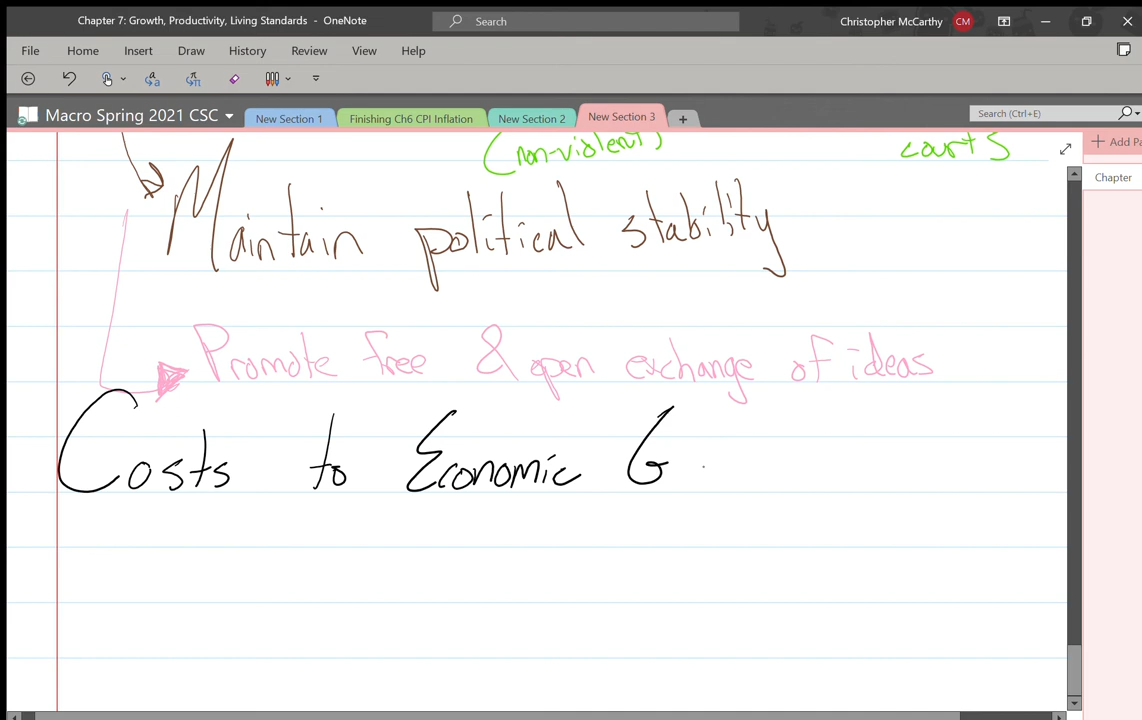 Chapter 7: Growth, Productivity, Living Standards - OneNote
Search
Christopher McCarthy CM
File Home Insert Draw History Review View Help
Macro Spring 2021 CSC
New Section 1
Finishing Ch6 CPI Inflation
New Section 2
New Section 3
Search (Ctrl+E)
Add Pa
Chapter
(non-violent) courts
Maintain political stability
Promote free & open exchange of ideas
Costs to Economic G